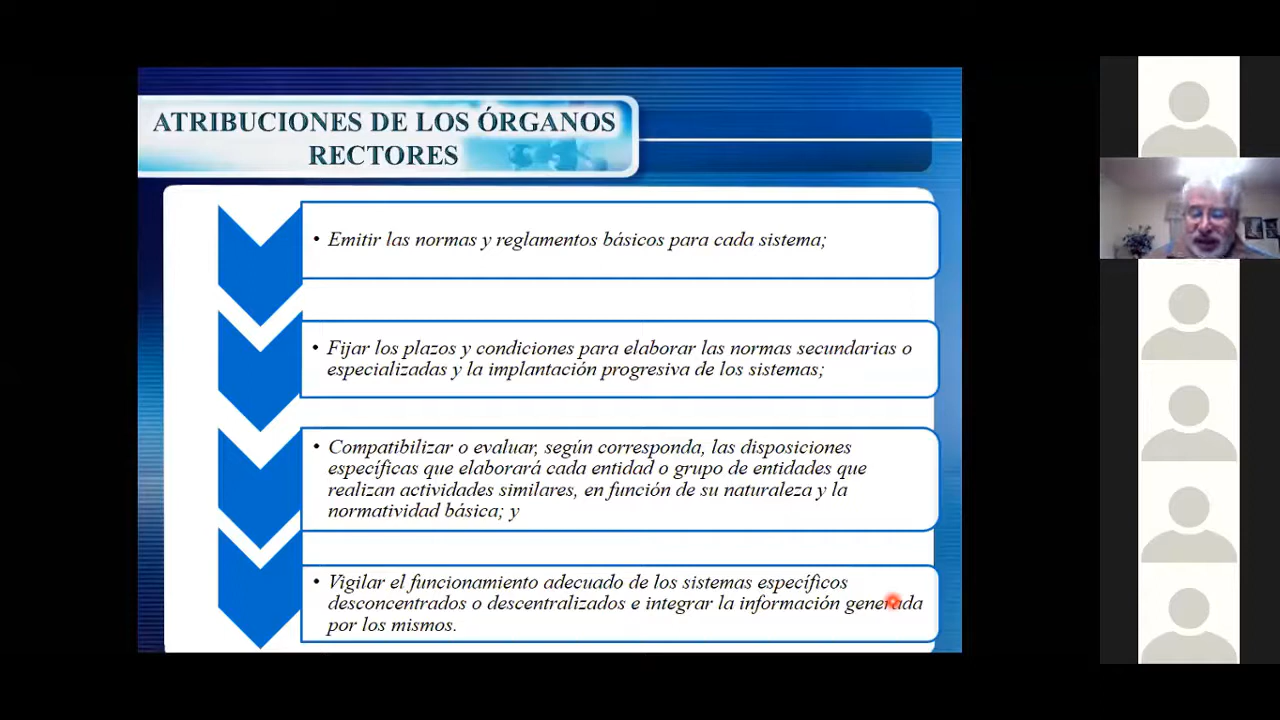 ATRIBUCIONES DE LOS ÓRGANOS
RECTORES
• Emitir las normas y reglamentos básicos para cada sistema;
• Fijar los plazos y condiciones para elaborar las normas secundarias o
especializadas y la implantación progresiva de los sistemas;
• Compatibilizar o evaluar, según corresponda, las disposiciones
específicas que elaborará cada entidad o grupo de entidades que
realizan actividades similares, en función de su naturaleza y la
normatividad básica; y
• Vigilar el funcionamiento adecuado de los sistemas específicos
desconcentrados o descentralizados e integrar la información generada
por los mismos.